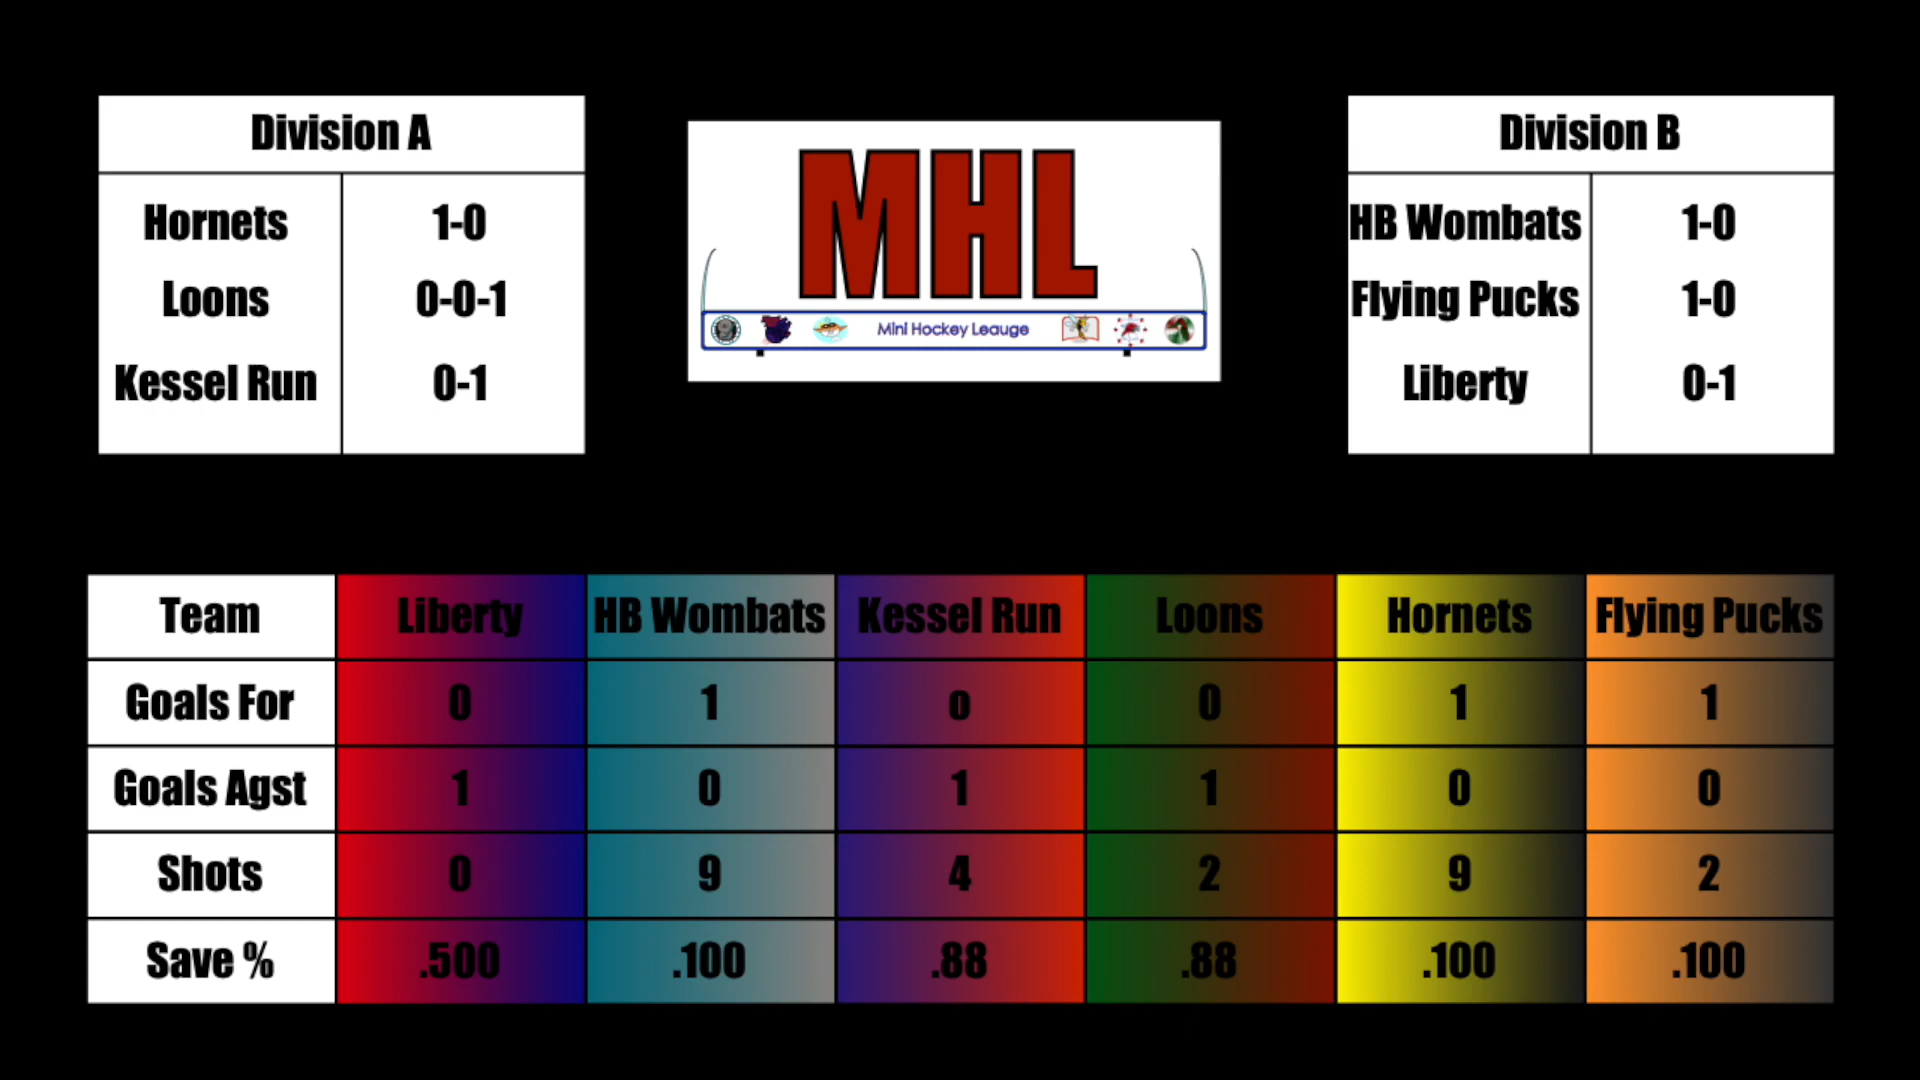 Division A
Hornets 1-0
Loons 0-0-1
Kessel Run 0-1
MHL
Mini Hockey Leauge
Division B
HB Wombats 1-0
Flying Pucks 1-0
Liberty 0-1
Team Liberty HB Wombats Kessel Run Loons Hornets Flying Pucks
Goals For 0 1 o 0 1 1
Goals Agst 1 0 1 1 0 0
Shots 0 9 4 2 9 2
Save % .500 .100 .88 .88 .100 .100